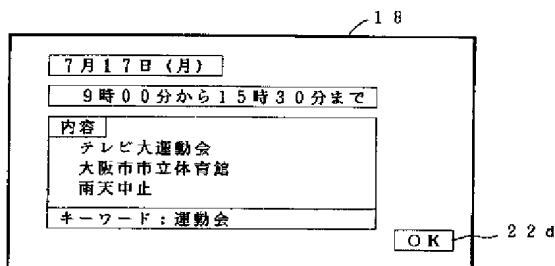 18
7月17日(月)
9時00分から15時30分まで
内容
テレビ大運動会
大阪市市立体育館
雨天中止
キーワード:運動会
OK
22d